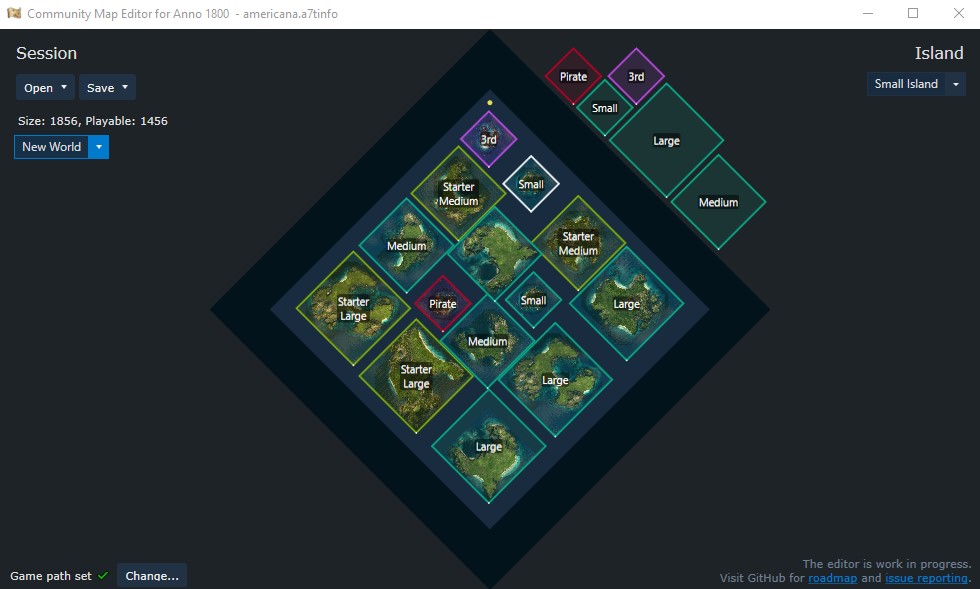 Community Map Editor for Anno 1800 - americana.a7tinfo
Session
Island
Open
Save
Small Island
Size: 1856, Playable: 1456
New World
Pirate
3rd
Small
Large
Medium
3rd
Small
Starter
Medium
Starter
Medium
Medium
Starter
Large
Pirate
Small
Large
Medium
Starter
Large
Large
Large
Game path set
Change...
The editor is work in progress.
Visit GitHub for roadmap and issue reporting.